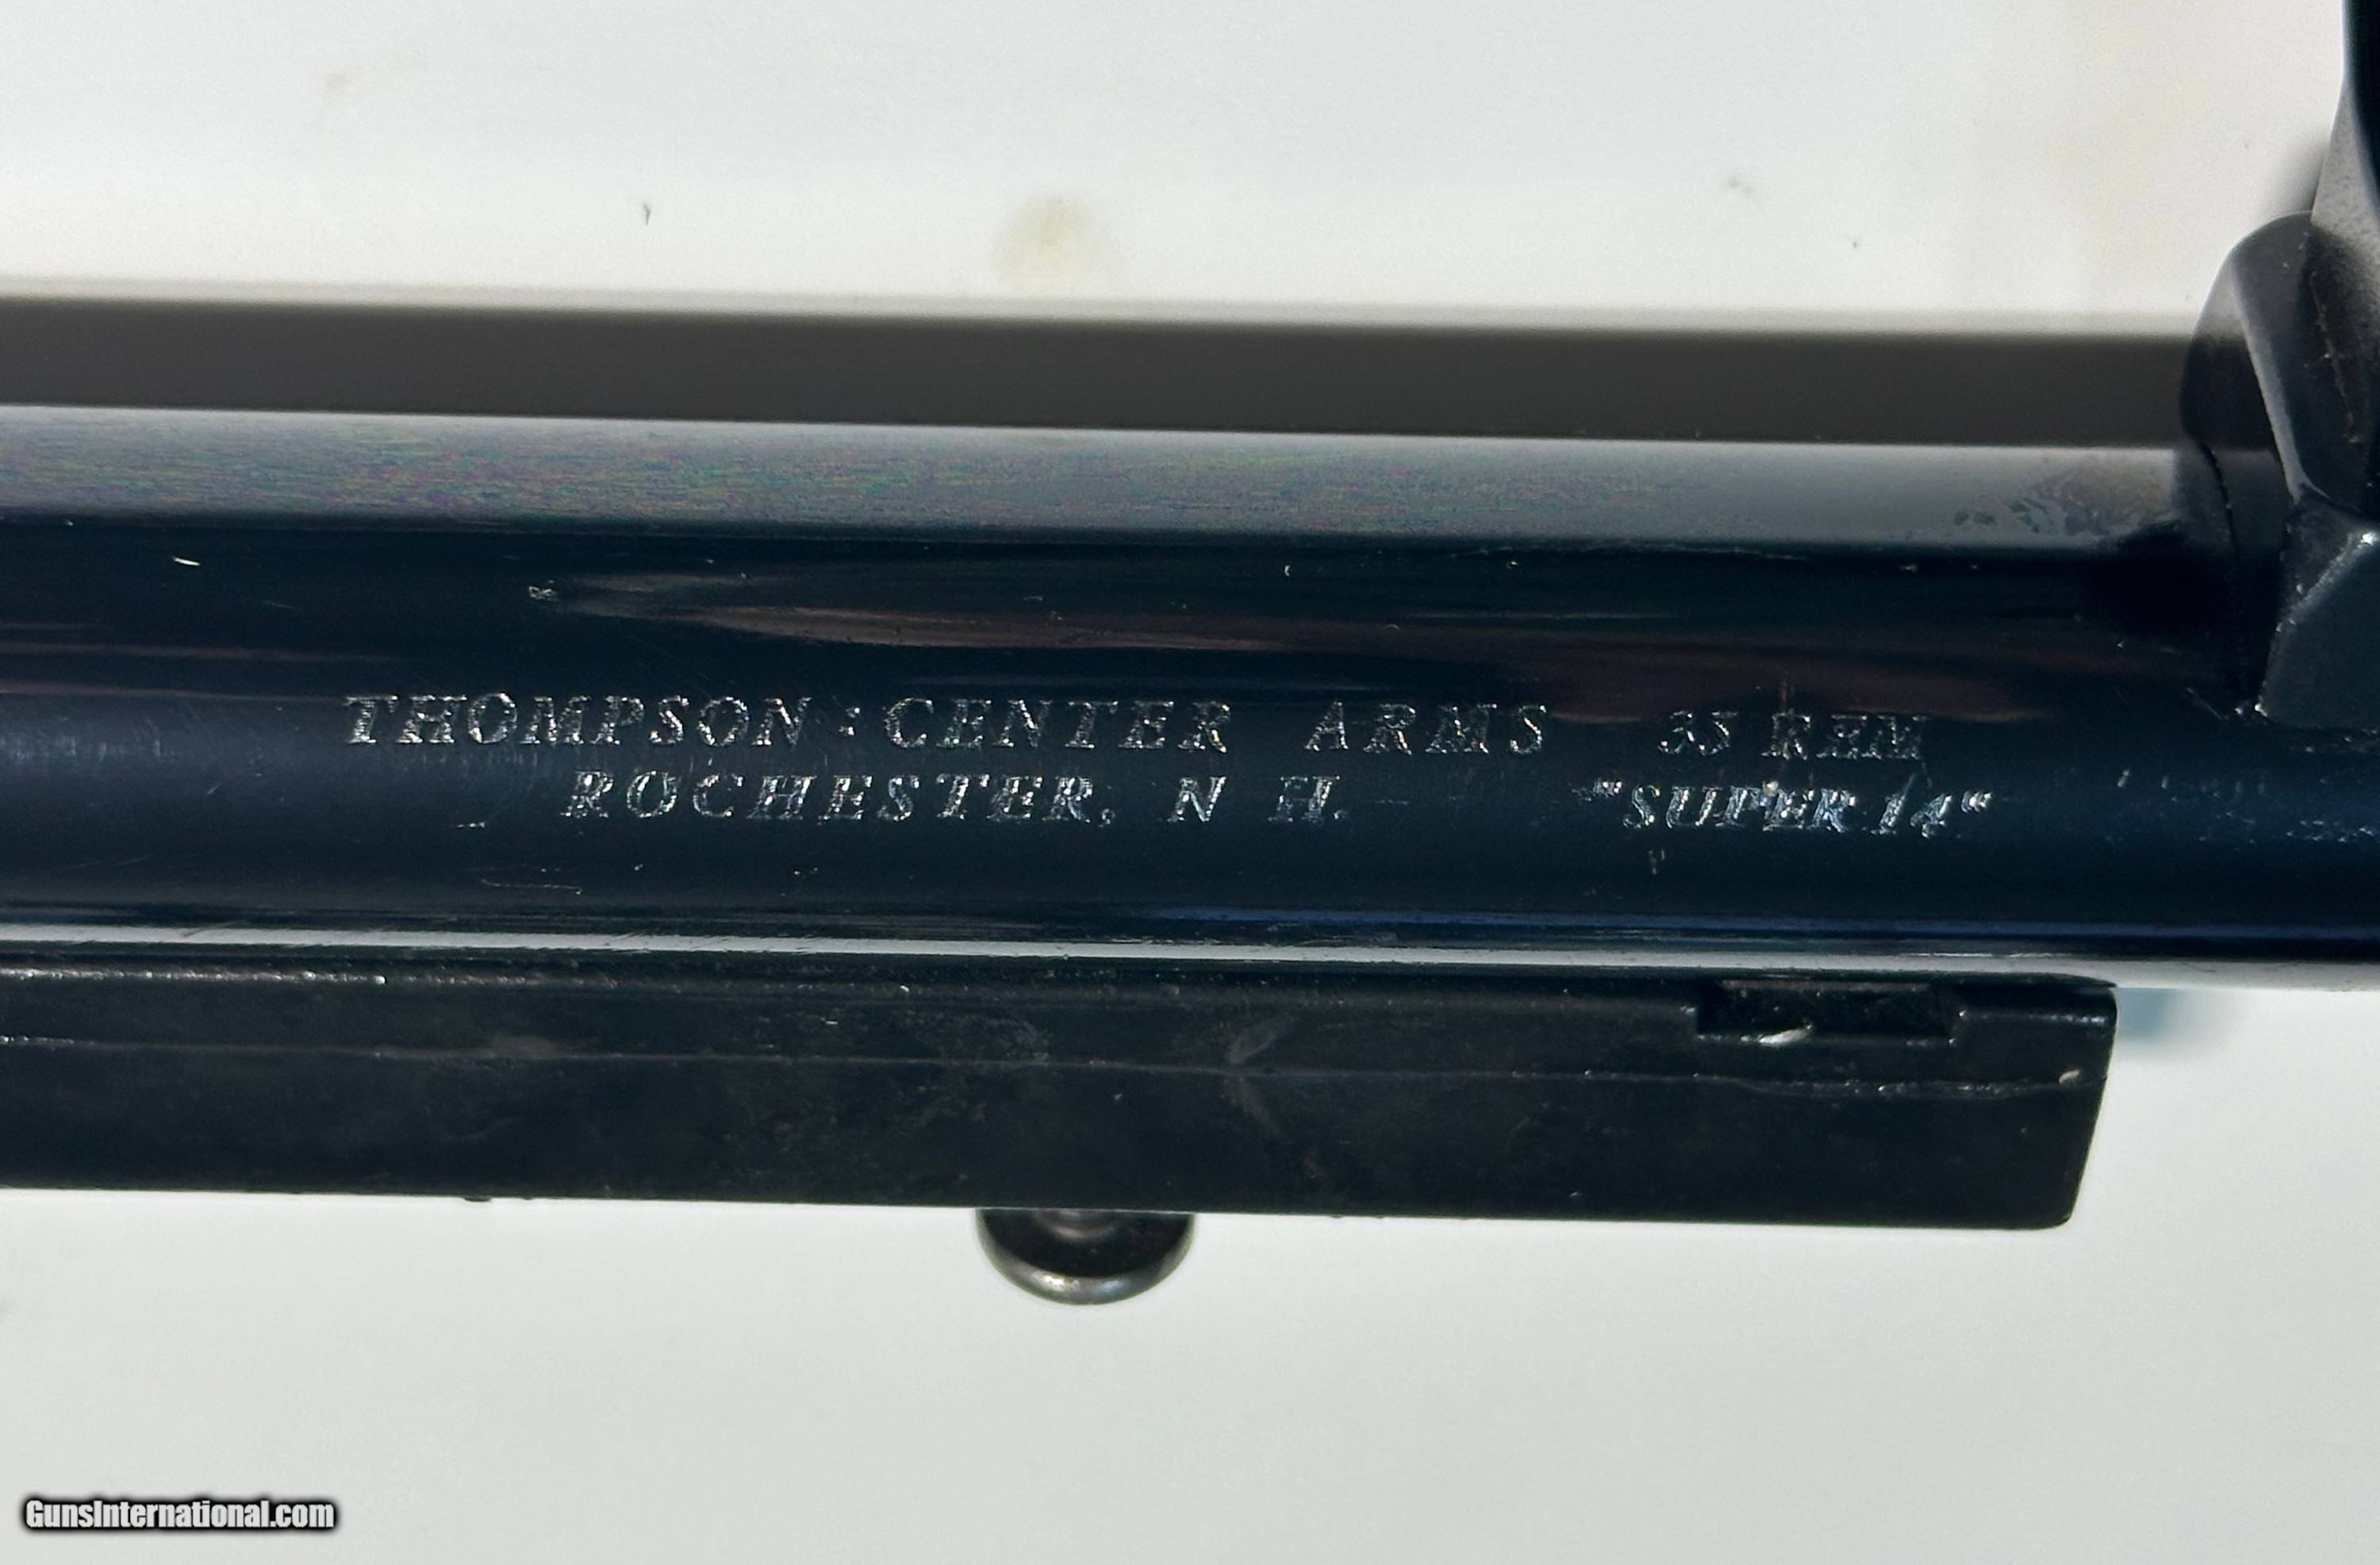 THOMPSON : CENTER ARMS 35 REM
ROCHESTER, N H. "SUPER 14"
GunsInternational.com